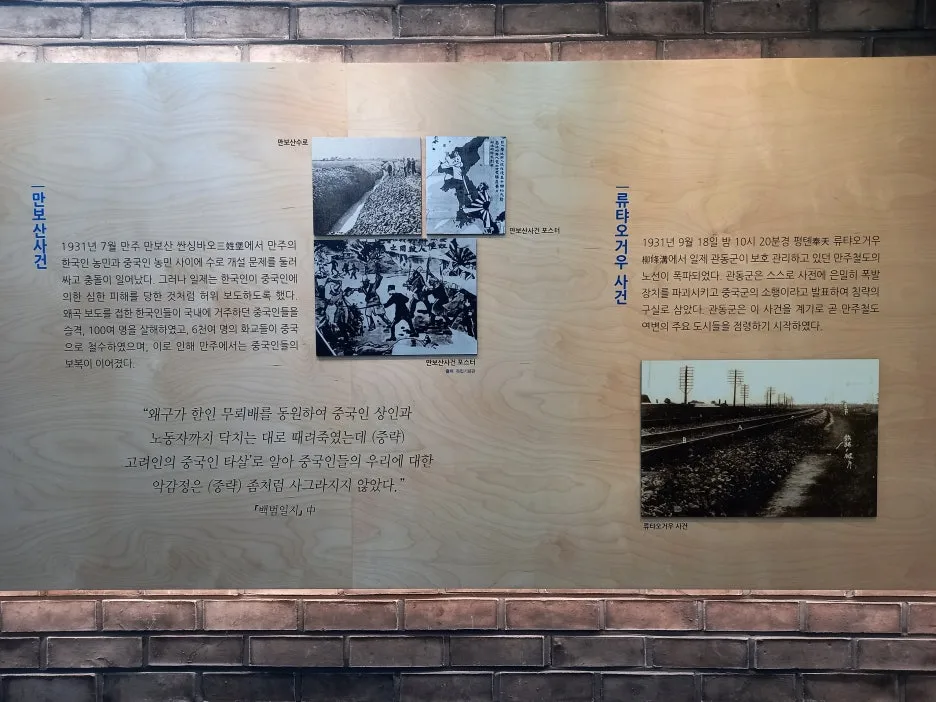 만보산사건
1931년 7월 만주 만보산 싼싱바오三姓堡에서 만주의
한국인 농민과 중국인 농민 사이에 수로 개설 문제를 둘러
싸고 충돌이 일어났다. 그러나 일제는 한국인이 중국인에
의한 심한 피해를 당한 것처럼 허위 보도하도록 했다.
왜곡 보도를 접한 한국인들이 국내에 거주하던 중국인들을
습격, 100여 명을 살해하였고, 6천여 명의 화교들이 중국
으로 철수하였으며, 이로 인해 만주에서는 중국인들의
보복이 이어졌다.
만보산수로
만보산사건 포스터
만보산사건 포스터
“왜구가 한인 무뢰배를 동원하여 중국인 상인과
노동자까지 닥치는 대로 때려죽였는데 (중략)
고려인의 중국인 타살'로 알아 중국인들의 우리에 대한
악감정은 (중략) 좀처럼 사그라지지 않았다.”
『백범일지』 中
류탸오거우 사건
1931년 9월 18일 밤 10시 20분경 펑톈奉天 류타오거우
柳條溝에서 일제 관동군이 보호 관리하고 있던 만주철도의
노선이 폭파되었다. 관동군은 스스로 사전에 은밀히 폭발
장치를 파괴시키고 중국군의 소행이라고 발표하여 침략의
구실로 삼았다. 관동군은 이 사건을 계기로 곧 만주철도
여변의 주요 도시들을 점령하기 시작하였다.
A
B
류타오거우 사건